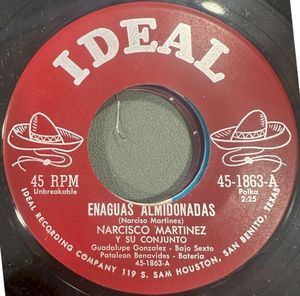 IDEAL
45 RPM
Unbreakable
45-1863-A
Polka
2:25
ENAGUAS ALMIDONADAS
(Narciso Martinez)
NARCISCO MARTINEZ
Y SU CONJUNTO
Guadalupe Gonzalez - Bajo Sexto
Pataleon Benavides - Bateria
45-1863-A
IDEAL RECORDING COMPANY 119 S. SAM HOUSTON, SAN BENITO, TEXAS